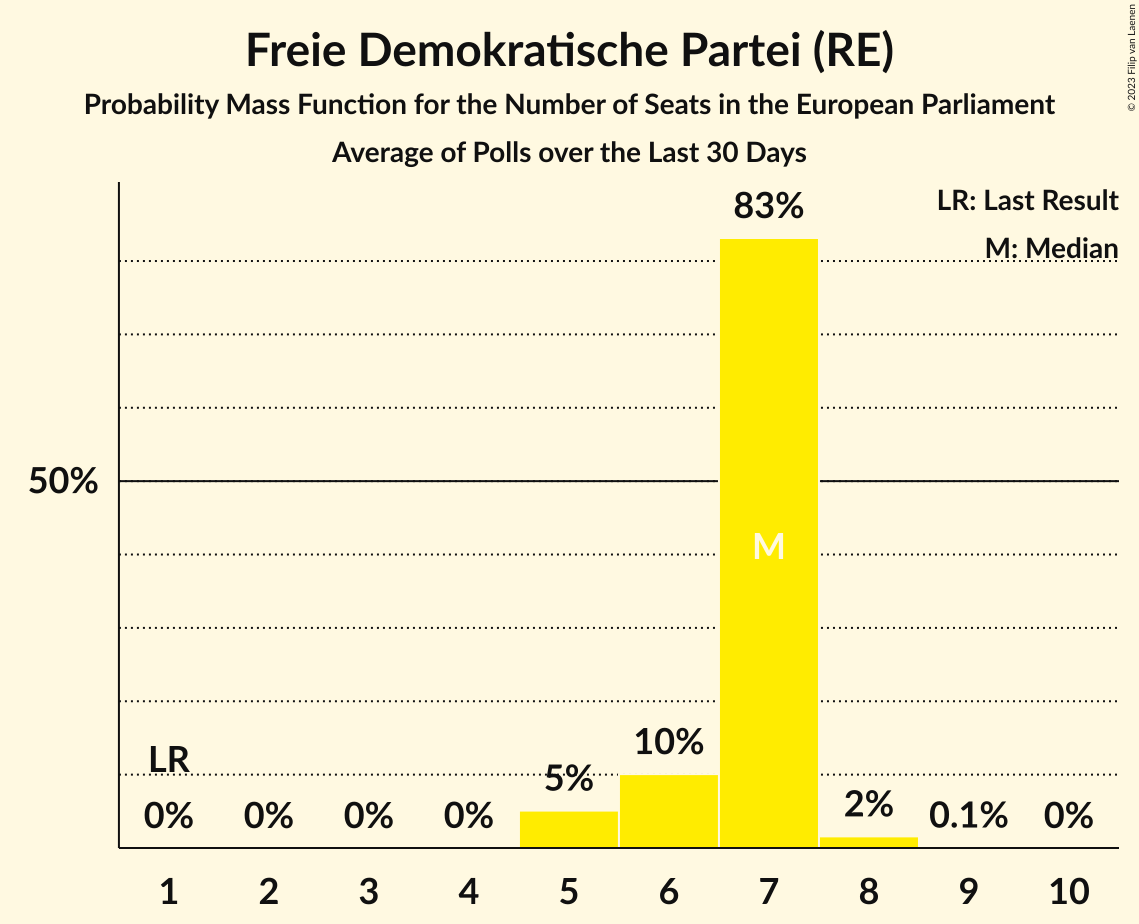 Freie Demokratische Partei (RE)
Probability Mass Function for the Number of Seats in the European Parliament
Average of Polls over the Last 30 Days
© 2023 Filip van Laenen
LR: Last Result
M: Median
83%
50%
M
LR
10%
5%
0% 0% 0% 0% 2% 0.1% 0%
1 2 3 4 5 6 7 8 9 10